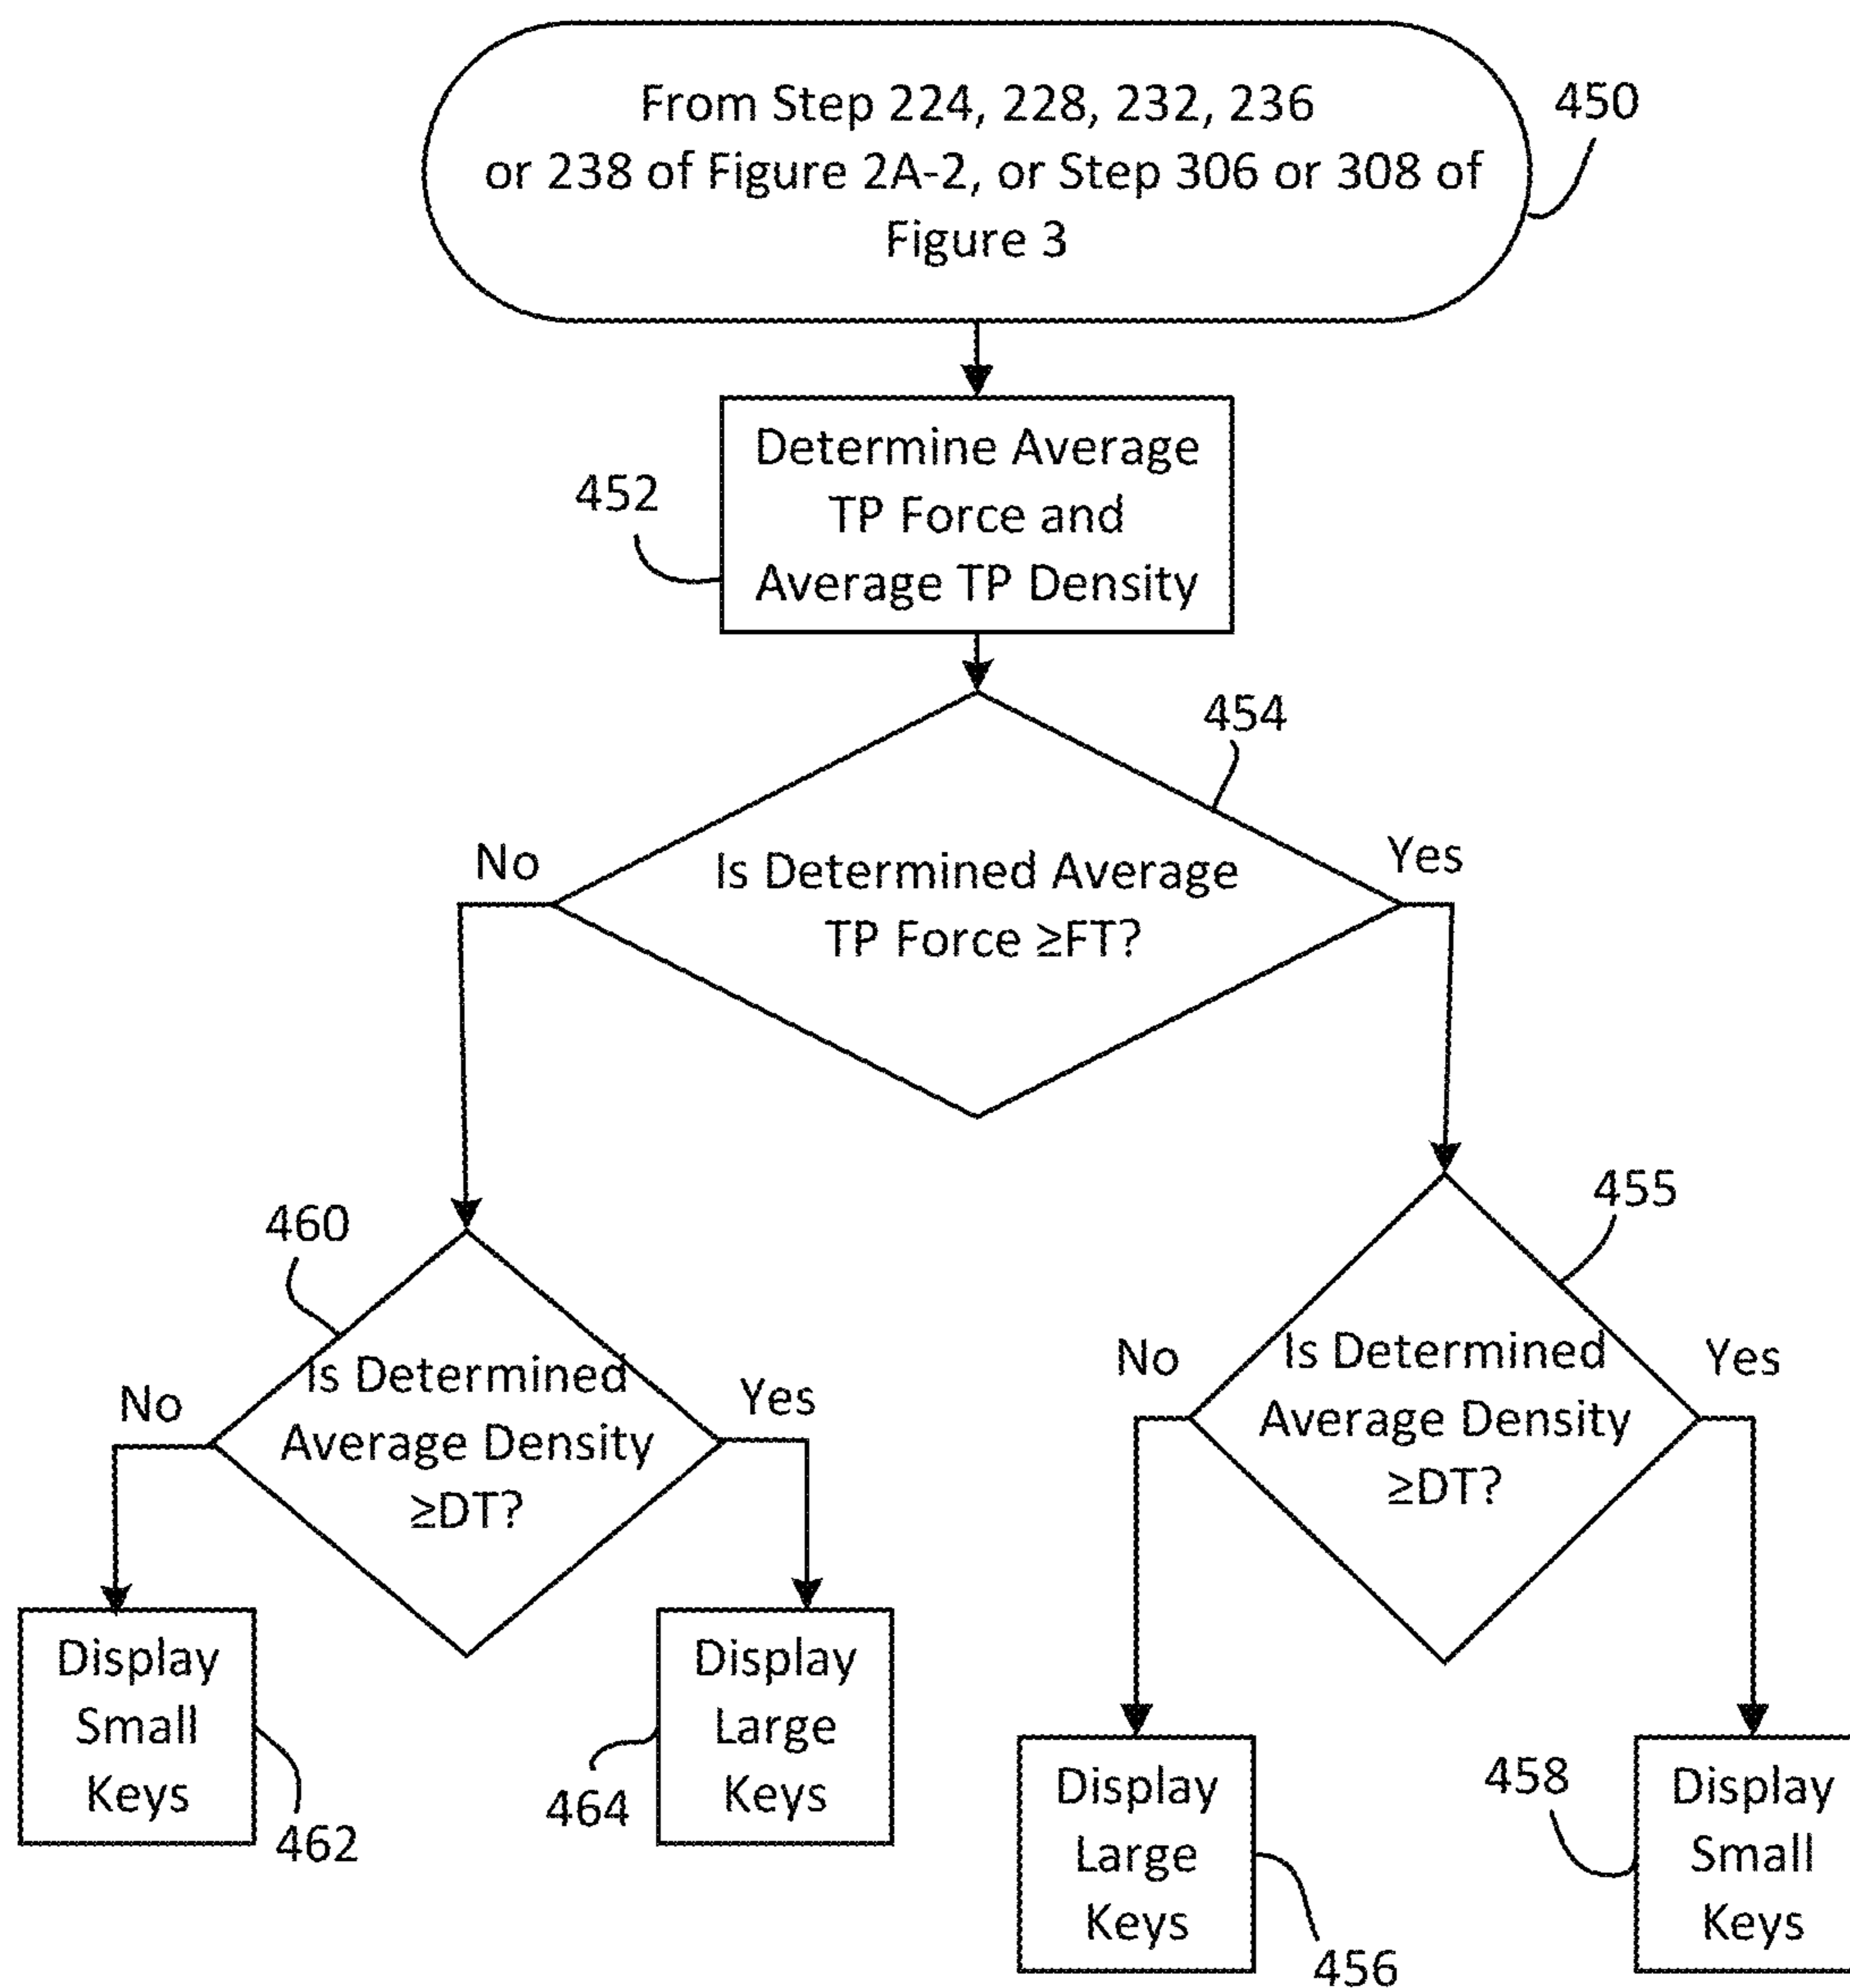 From Step 224, 228, 232, 236
or 238 of Figure 2A-2, or Step 306 or 308 of
Figure 3
450
Determine Average
TP Force and
Average TP Density
452
454
No
Is Determined Average
TP Force ≥FT?
Yes
460
No
Is Determined
Average Density
≥DT?
Yes
455
No
Is Determined
Average Density
≥DT?
Yes
Display
Small
Keys
462
Display
Large
Keys
464
Display
Large
Keys
456
Display
Small
Keys
458